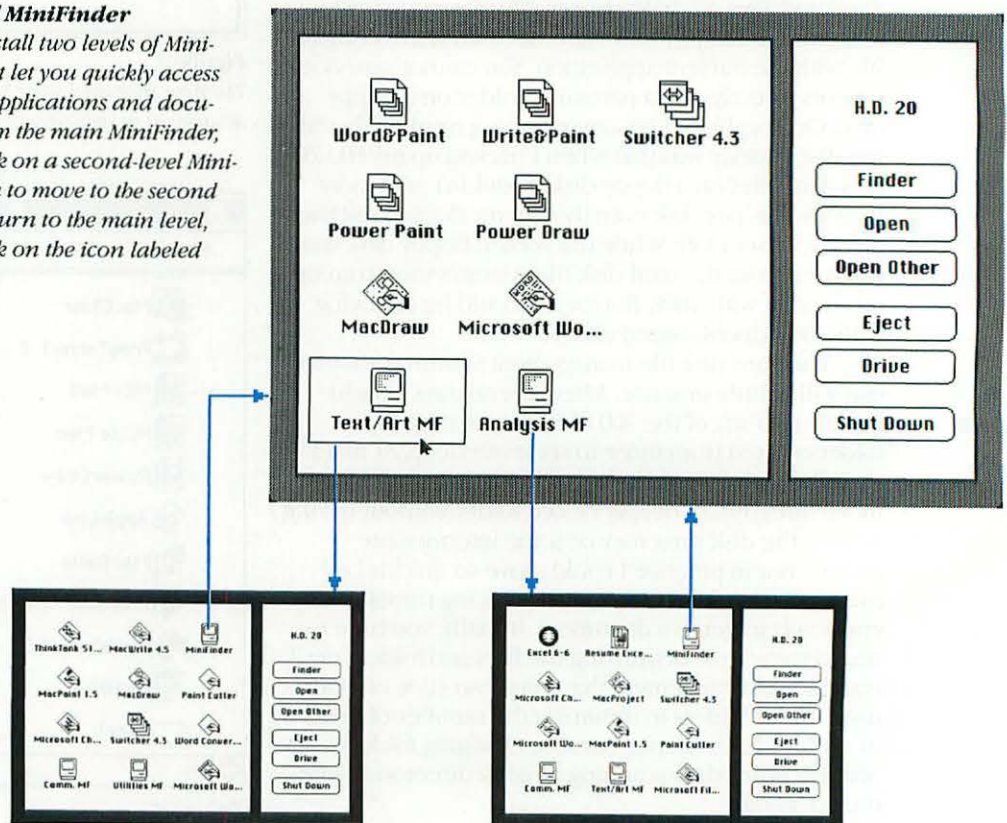 MiniFinder
stall two levels of Mini-
t let you quickly access
pplications and docu-
m the main MiniFinder,
k on a second-level Mini-
to move to the second
turn to the main level,
k on the icon labeled
Word&Paint
Write&Paint
Switcher 4.3
Power Paint
Power Draw
MacDraw
Microsoft Wo...
Text/Art MF
Analysis MF
H.D. 20
Finder
Open
Open Other
Eject
Drive
Shut Down
ThinkTank 51...
MacWrite 4.5
MiniFinder
MacPaint 1.5
MacDraw
Paint Cutter
Microsoft Ch...
Switcher 4.3
Word Conver...
Comm. MF
Utilities MF
Microsoft Wo...
H.D. 20
Finder
Open
Open Other
Eject
Drive
Shut Down
Excel 6-6
Resume Exce...
MiniFinder
Microsoft Ch...
MacProject
Switcher 4.3
Microsoft Wo...
MacPaint 1.5
Paint Cutter
Comm. MF
Text/Art MF
Microsoft Fil...
H.D. 20
Finder
Open
Open Other
Eject
Drive
Shut Down